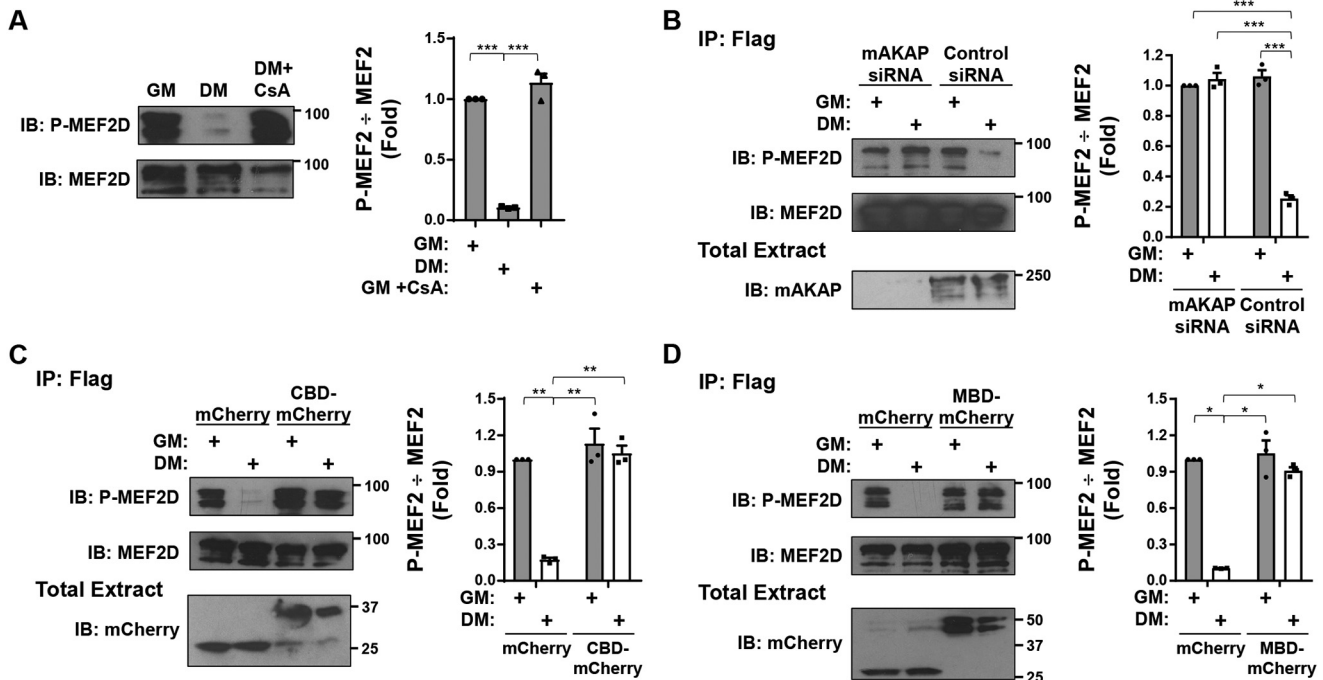 A
GM DM DM+
CsA
IB: P-MEF2D
100
IB: MEF2D
100
P-MEF2 ÷ MEF2
(Fold)
1.5
1.0
0.5
0.0
*** ***
GM: +
DM: +
GM +CsA: +
B
IP: Flag
mAKAP Control
siRNA siRNA
GM: + +
DM: + +
IB: P-MEF2D
100
IB: MEF2D
100
Total Extract
IB: mAKAP
250
P-MEF2 ÷ MEF2
(Fold)
1.2
1.0
0.8
0.6
0.4
0.2
0.0
***
***
***
GM: + +
DM: + +
mAKAP Control
siRNA siRNA
C
IP: Flag
CBD-
mCherry mCherry
GM: + +
DM: + +
IB: P-MEF2D
100
IB: MEF2D
100
Total Extract
IB: mCherry
37
25
P-MEF2 ÷ MEF2
(Fold)
1.5
1.2
0.9
0.6
0.3
0.0
**
** **
GM: + +
DM: + +
mCherry CBD-
mCherry
D
IP: Flag
MBD-
mCherry mCherry
GM: + +
DM: + +
IB: P-MEF2D
100
IB: MEF2D
100
Total Extract
IB: mCherry
50
37
25
P-MEF2 ÷ MEF2
(Fold)
1.5
1.2
0.9
0.6
0.3
0.0
*
* *
GM: + +
DM: + +
mCherry MBD-
mCherry